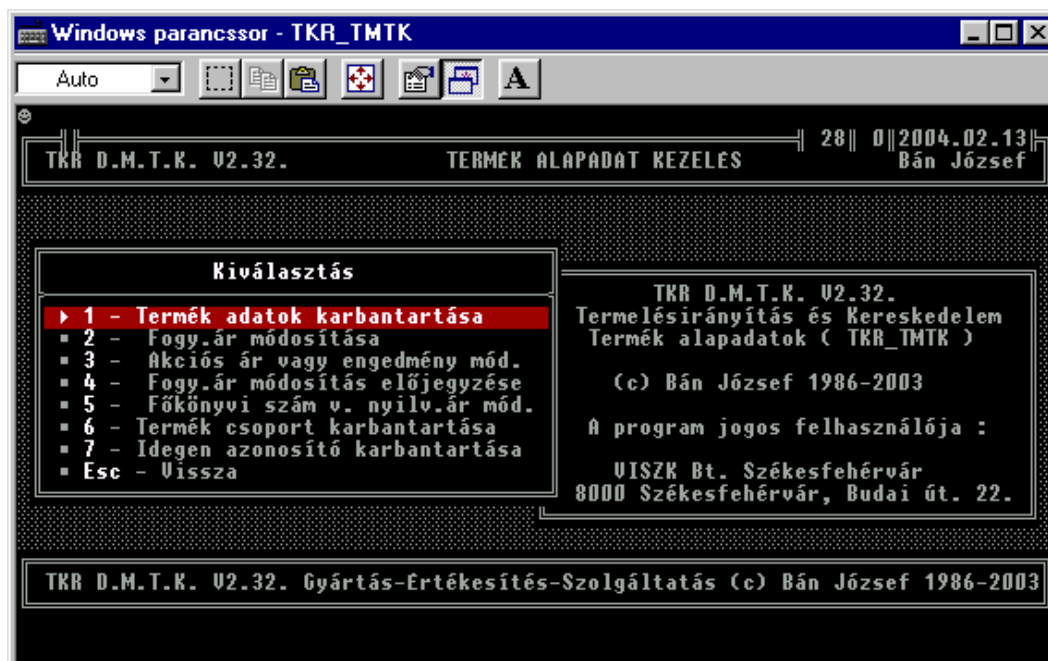 Windows parancssor - TKR_TMTK
Auto
A
28 0 2004.02.13
TKR D.M.T.K. V2.32. TERMÉK ALAPADAT KEZELÉS Bán József
Kiválasztás
1 - Termék adatok karbantartása
2 - Fogy.ár módosítása
3 - Akciós ár vagy engedmény mód.
4 - Fogy.ár módosítás előjegyzése
5 - Főkönyvi szám v. nyilv.ár mód.
6 - Termék csoport karbantartása
7 - Idegen azonosító karbantartása
Esc - Vissza
TKR D.M.T.K. V2.32.
Termelésirányítás és Kereskedelem
Termék alapadatok ( TKR_TMTK )
(c) Bán József 1986-2003
A program jogos felhasználója :
VISZK Bt. Székesfehérvár
8000 Székesfehérvár, Budai út. 22.
TKR D.M.T.K. V2.32. Gyártás-Értékesítés-Szolgáltatás (c) Bán József 1986-2003